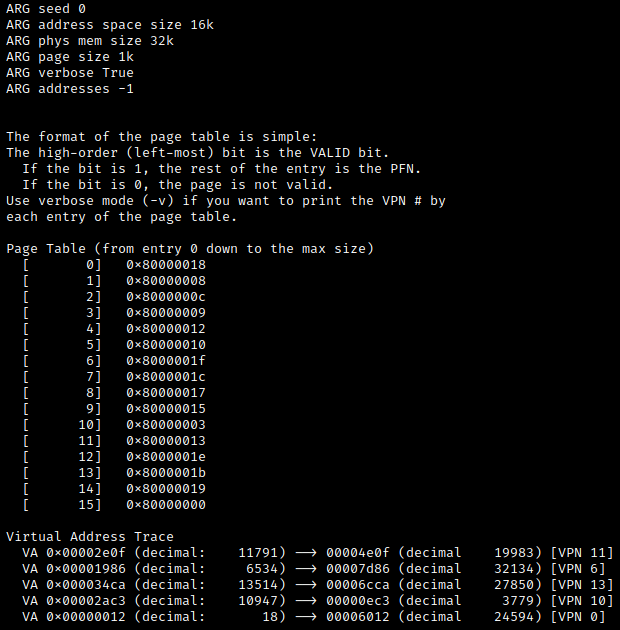 ARG seed 0
ARG address space size 16k
ARG phys mem size 32k
ARG page size 1k
ARG verbose True
ARG addresses -1
The format of the page table is simple:
The high-order (left-most) bit is the VALID bit.
If the bit is 1, the rest of the entry is the PFN.
If the bit is 0, the page is not valid.
Use verbose mode (-v) if you want to print the VPN # by
each entry of the page table.
Page Table (from entry 0 down to the max size)
[ 0] 0×80000018
[ 1] 0×80000008
[ 2] 0×8000000c
[ 3] 0×80000009
[ 4] 0×80000012
[ 5] 0×80000010
[ 6] 0×8000001f
[ 7] 0×8000001c
[ 8] 0×80000017
[ 9] 0×80000015
[ 10] 0×80000003
[ 11] 0×80000013
[ 12] 0×8000001e
[ 13] 0×8000001b
[ 14] 0×80000019
[ 15] 0×80000000
Virtual Address Trace
VA 0×00002e0f (decimal: 11791) ⟶ 00004e0f (decimal 19983) [VPN 11]
VA 0×00001986 (decimal: 6534) ⟶ 00007d86 (decimal 32134) [VPN 6]
VA 0×000034ca (decimal: 13514) ⟶ 00006cca (decimal 27850) [VPN 13]
VA 0×00002ac3 (decimal: 10947) ⟶ 00000ec3 (decimal 3779) [VPN 10]
VA 0×00000012 (decimal: 18) ⟶ 00006012 (decimal 24594) [VPN 0]